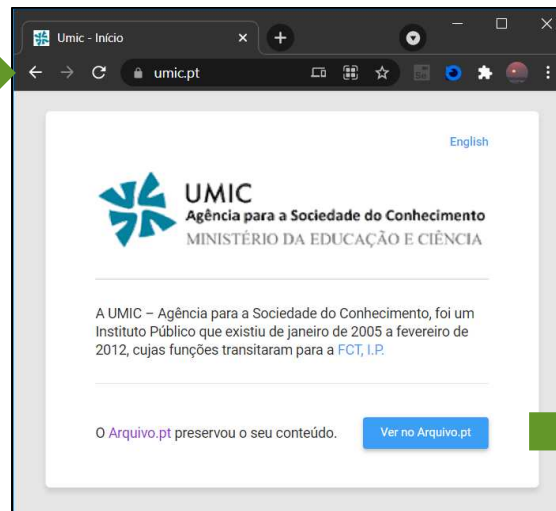 Umic - Início
umic.pt
English
UMIC
Agência para a Sociedade do Conhecimento
MINISTÉRIO DA EDUCAÇÃO E CIÊNCIA
A UMIC – Agência para a Sociedade do Conhecimento, foi um
Instituto Público que existiu de janeiro de 2005 a fevereiro de
2012, cujas funções transitaram para a FCT, I.P.
O Arquivo.pt preservou o seu conteúdo.
Ver no Arquivo.pt